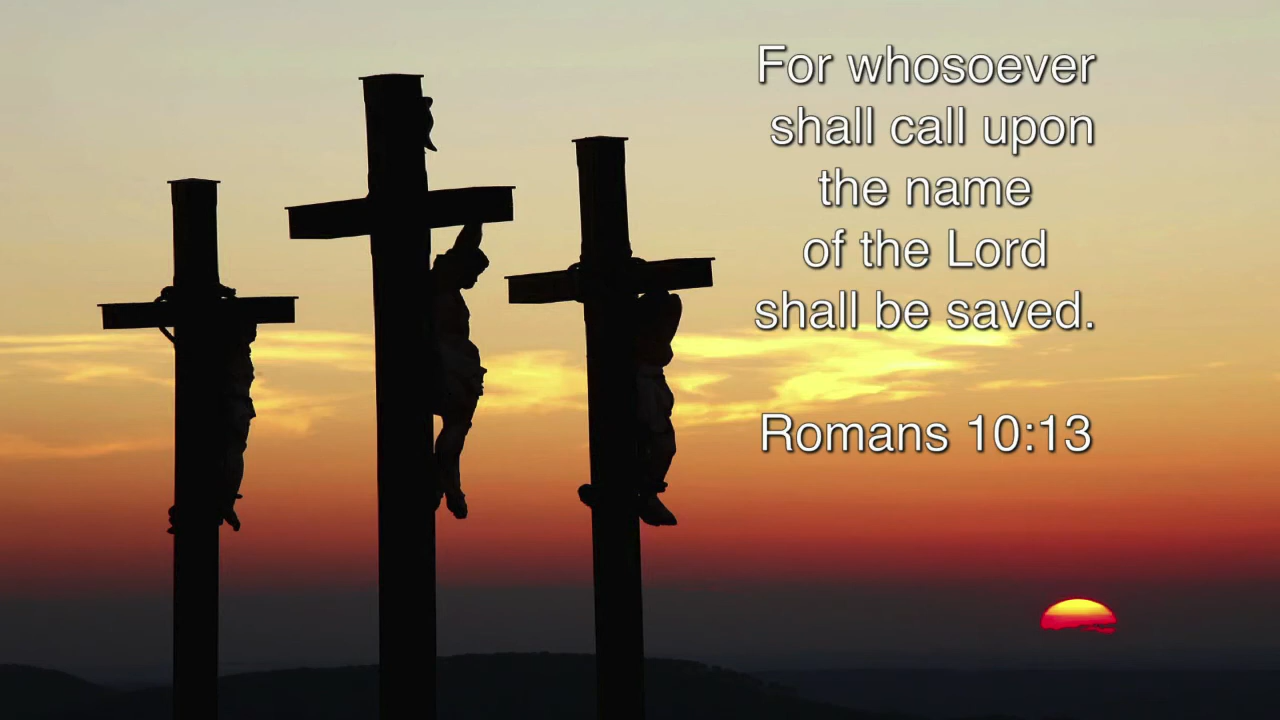 For whosoever
shall call upon
the name
of the Lord
shall be saved.
Romans 10:13